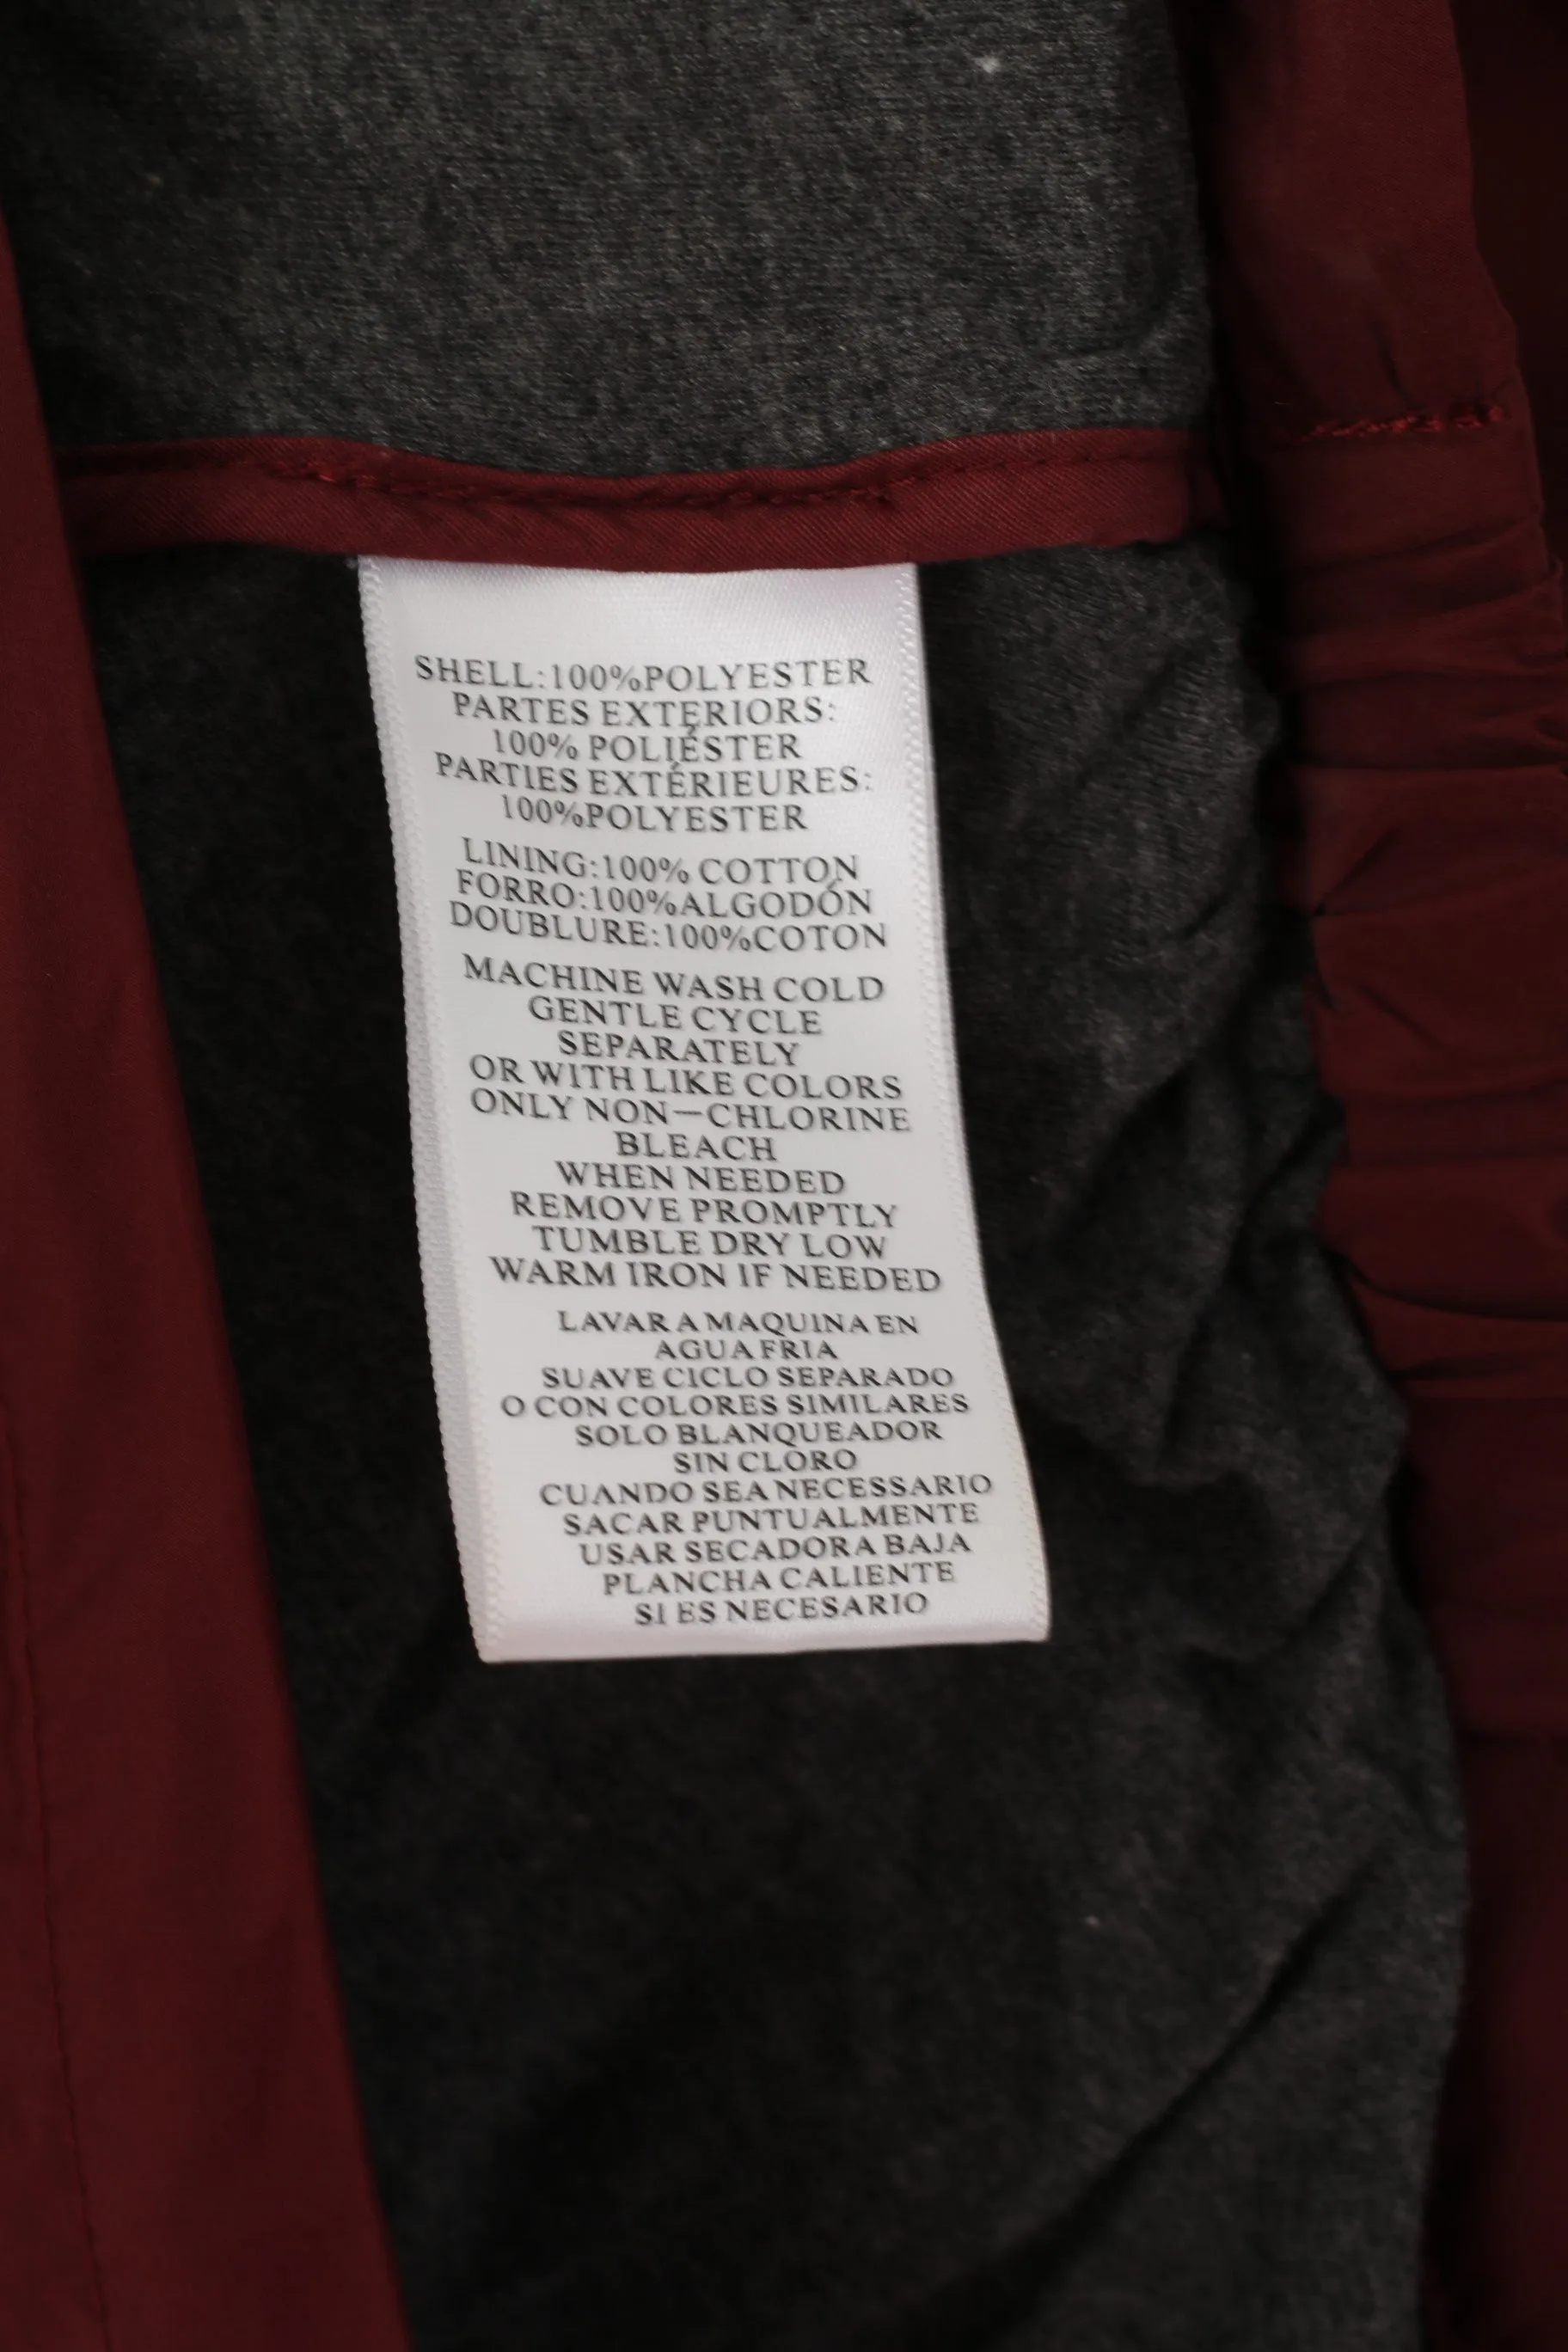 SHELL:100%POLYESTER
PARTES EXTERIORS:
100% POLIÉSTER
PARTIES EXTÉRIEURES:
100%POLYESTER
LINING:100% COTTON
FORRO:100%ALGODÓN
DOUBLURE:100%COTON
MACHINE WASH COLD
GENTLE CYCLE
SEPARATELY
OR WITH LIKE COLORS
ONLY NON—CHLORINE
BLEACH
WHEN NEEDED
REMOVE PROMPTLY
TUMBLE DRY LOW
WARM IRON IF NEEDED
LAVAR A MAQUINA EN
AGUA FRIA
SUAVE CICLO SEPARADO
O CON COLORES SIMILARES
SOLO BLANQUEADOR
SIN CLORO
CUANDO SEA NECESSARIO
SACAR PUNTUALMENTE
USAR SECADORA BAJA
PLANCHA CALIENTE
SI ES NECESARIO